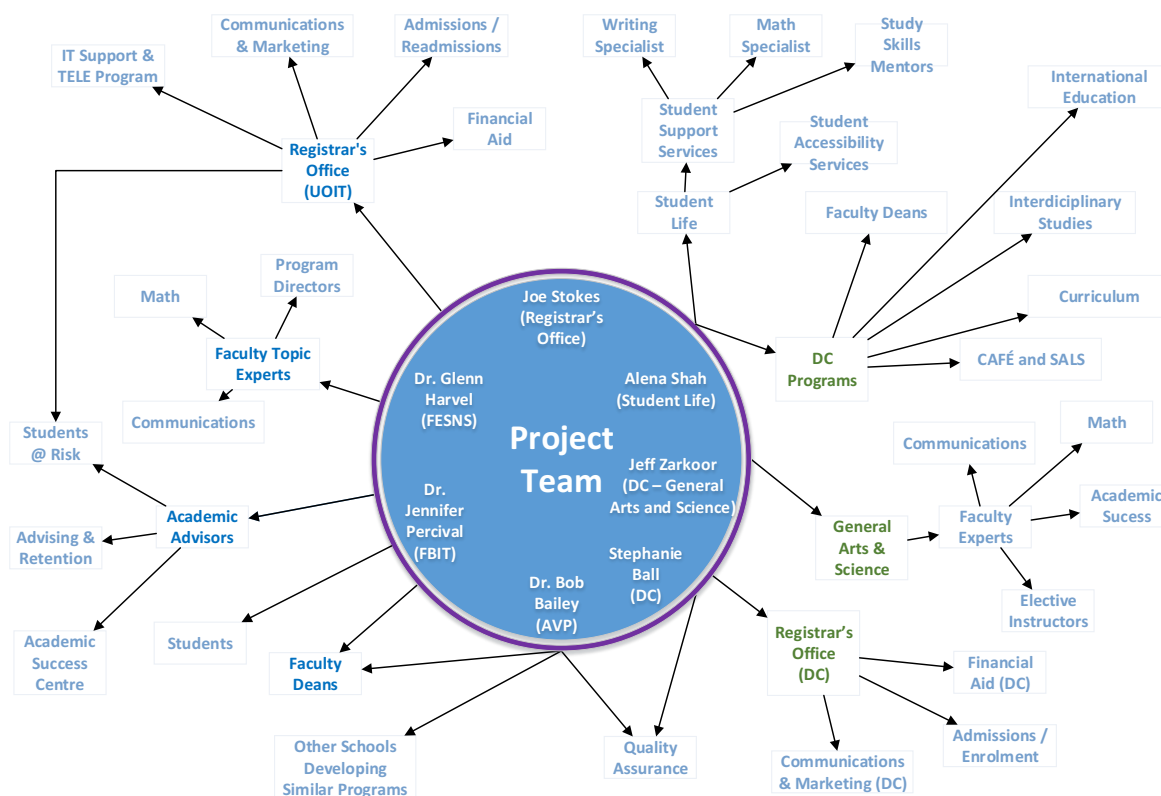 Communications
& Marketing
Admissions /
Readmissions
IT Support &
TELE Program
Financial
Aid
Registrar's
Office
(UOIT)
Writing
Specialist
Math
Specialist
Study
Skills
Mentors
International
Education
Student
Support
Services
Student
Accessibility
Services
Student
Life
Faculty Deans
Interdiciplinary
Studies
Curriculum
CAFÉ and SALS
DC
Programs
Program
Directors
Math
Faculty Topic
Experts
Communications
Students
@ Risk
Academic
Advisors
Advising &
Retention
Academic
Success
Centre
Students
Faculty
Deans
Other Schools
Developing
Similar Programs
Quality
Assurance
Joe Stokes
(Registrar’s
Office)
Dr. Glenn
Harvel
(FESNS)
Alena Shah
(Student Life)
Project
Team
Jeff Zarkoor
(DC – General
Arts and Science)
Dr.
Jennifer
Percival
(FBIT)
Stephanie
Ball
(DC)
Dr. Bob
Bailey
(AVP)
Communications
Math
Academic
Sucess
General
Arts &
Science
Faculty
Experts
Elective
Instructors
Registrar’s
Office
(DC)
Financial
Aid (DC)
Admissions /
Enrolment
Communications
& Marketing (DC)